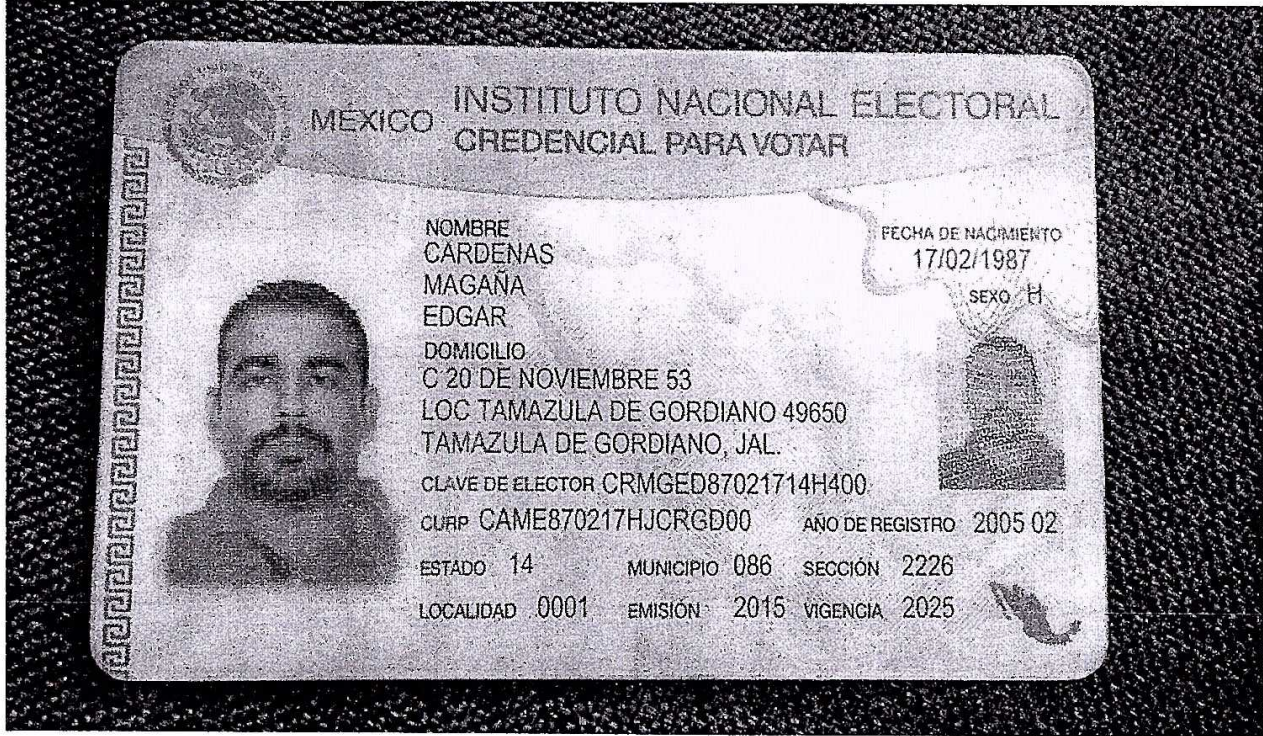 MÉXICO INSTITUTO NACIONAL ELECTORAL
CREDENCIAL PARA VOTAR
NOMBRE
CARDENAS
MAGAÑA
EDGAR
FECHA DE NACIMIENTO
17/02/1987
SEXO H
DOMICILIO
C 20 DE NOVIEMBRE 53
LOC TAMAZULA DE GORDIANO 49650
TAMAZULA DE GORDIANO, JAL.
CLAVE DE ELECTOR CRMGED87021714H400
CURP CAME870217HJCRGD00 AÑO DE REGISTRO 2005 02
ESTADO 14 MUNICIPIO 086 SECCIÓN 2226
LOCALIDAD 0001 EMISIÓN 2015 VIGENCIA 2025